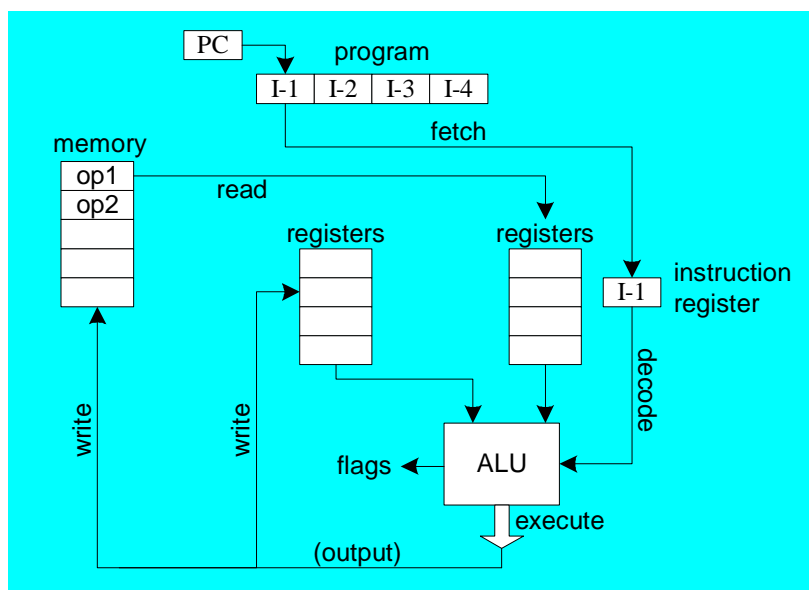 PC
program
I-1 I-2 I-3 I-4
fetch
memory
op1
read
op2
registers
registers
I-1
instruction
register
decode
write
write
flags
ALU
execute
(output)